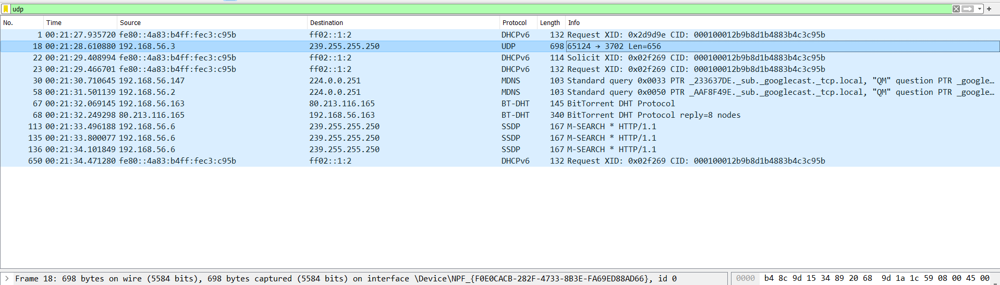 udp
No. Time Source Destination Protocol Length Info
1 00:21:27.935720 fe80::4a83:b4ff:fec3:c95b ff02::1:2 DHCPv6 132 Request XID: 0x2d9d9e CID: 000100012b9b8d1b4883b4c3c95b
18 00:21:28.610880 192.168.56.3 239.255.255.250 UDP 698 65124 → 3702 Len=656
22 00:21:29.408994 fe80::4a83:b4ff:fec3:c95b ff02::1:2 DHCPv6 114 Solicit XID: 0x02f269 CID: 000100012b9b8d1b4883b4c3c95b
23 00:21:29.466701 fe80::4a83:b4ff:fec3:c95b ff02::1:2 DHCPv6 132 Request XID: 0x02f269 CID: 000100012b9b8d1b4883b4c3c95b
30 00:21:30.710645 192.168.56.147 224.0.0.251 MDNS 103 Standard query 0x0033 PTR _233637DE._sub._googlecast._tcp.local, "QM" question PTR _google…
58 00:21:31.501139 192.168.56.2 224.0.0.251 MDNS 103 Standard query 0x0050 PTR _AAF8F49E._sub._googlecast._tcp.local, "QM" question PTR _google…
67 00:21:32.069145 192.168.56.163 80.213.116.165 BT-DHT 145 BitTorrent DHT Protocol
68 00:21:32.249298 80.213.116.165 192.168.56.163 BT-DHT 340 BitTorrent DHT Protocol reply=8 nodes
113 00:21:33.496188 192.168.56.6 239.255.255.250 SSDP 167 M-SEARCH * HTTP/1.1
135 00:21:33.800077 192.168.56.6 239.255.255.250 SSDP 167 M-SEARCH * HTTP/1.1
136 00:21:34.101849 192.168.56.6 239.255.255.250 SSDP 167 M-SEARCH * HTTP/1.1
650 00:21:34.471280 fe80::4a83:b4ff:fec3:c95b ff02::1:2 DHCPv6 132 Request XID: 0x02f269 CID: 000100012b9b8d1b4883b4c3c95b
Frame 18: 698 bytes on wire (5584 bits), 698 bytes captured (5584 bits) on interface \Device\NPF_{F0E0CACB-282F-4733-8B3E-FA69ED88AD66}, id 0
0000 b4 8c 9d 15 34 89 20 68 9d 1a 1c 59 08 00 45 00